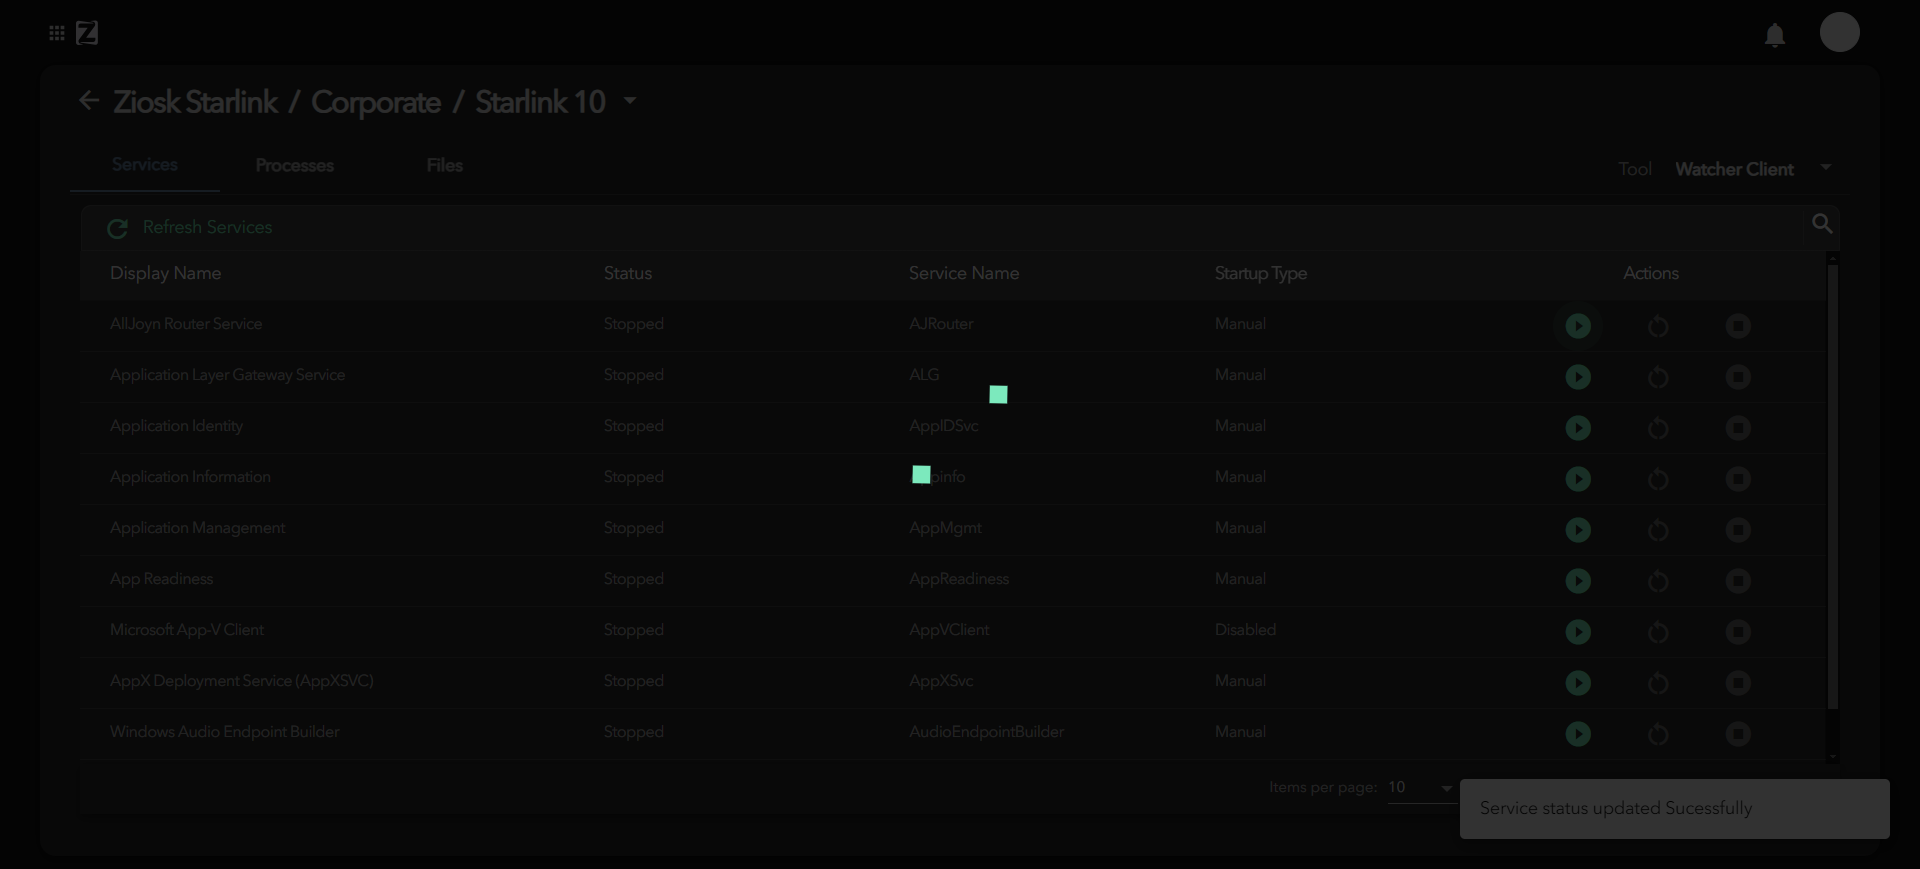 Z
Ziosk Starlink / Corporate / Starlink 10
Services Processes Files Tool Watcher Client
Refresh Services
Display Name Status Service Name Startup Type Actions
AllJoyn Router Service Stopped AJRouter Manual
Application Layer Gateway Service Stopped ALG Manual
Application Identity Stopped AppIDSvc Manual
Application Information Stopped Manual
Application Management Stopped AppMgmt Manual
App Readiness Stopped AppReadiness Manual
Microsoft App-V Client Stopped AppVClient Disabled
AppX Deployment Service (AppXSVC) Stopped AppXSvc Manual
Windows Audio Endpoint Builder Stopped AudioEndpointBuilder Manual
Items per page: 10
Service status updated Sucessfully